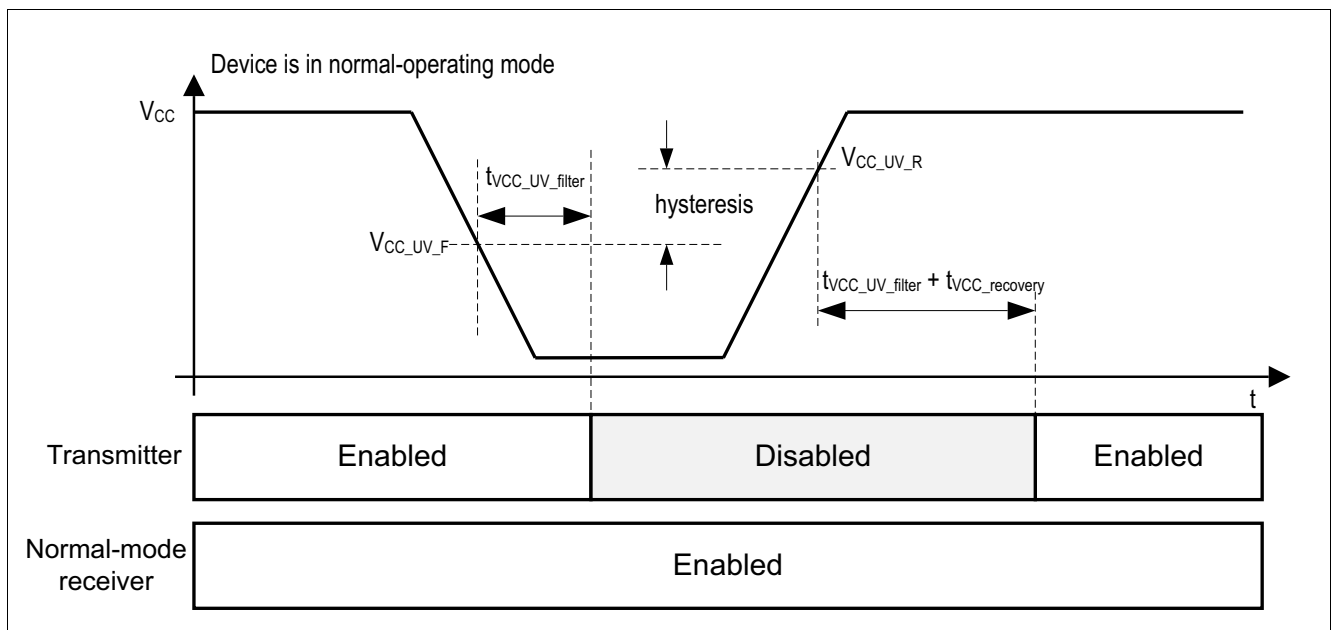 Device is in normal-operating mode
VCC
VCC_UV_R
tVCC_UV_filter
hysteresis
VCC_UV_F
tVCC_UV_filter + tVCC_recovery
t
Transmitter
Enabled
Disabled
Enabled
Normal-mode
receiver
Enabled